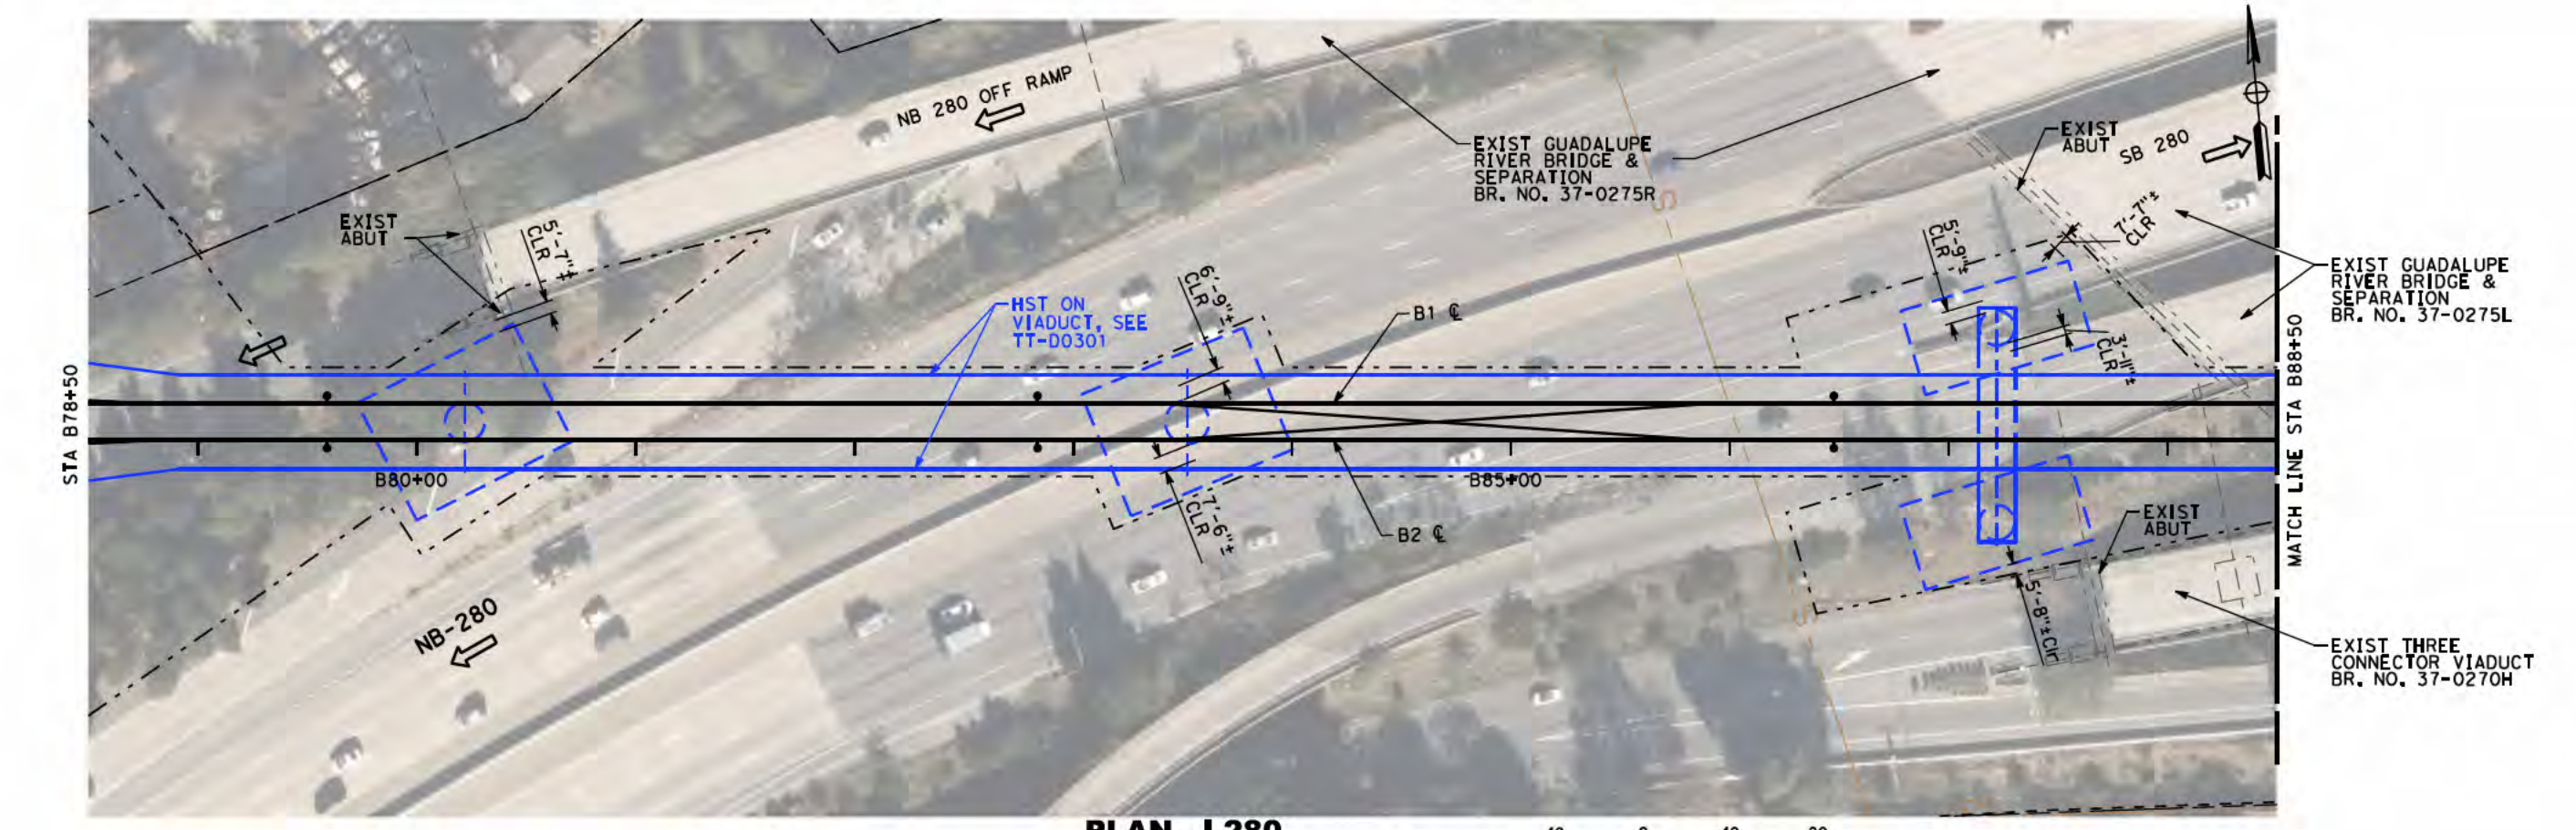 NB 280 OFF RAMP
EXIST GUADALUPE
RIVER BRIDGE &
SEPARATION
BR. NO. 37-0275R
EXIST
ABUT
SB 280
7'-7"±
CLR
EXIST
ABUT
5'-7"±
CLR
6'-9"±
CLR
5'-9"±
CLR
3'-11"±
CLR
HST ON
VIADUCT, SEE
TT-D0301
B1 ℄
EXIST GUADALUPE
RIVER BRIDGE &
SEPARATION
BR. NO. 37-0275L
STA B78+50
MATCH LINE STA B88+50
B80+00
B85+00
7'-6"±
CLR
B2 ℄
EXIST
ABUT
5'-8"±Clr
NB-280
EXIST THREE
CONNECTOR VIADUCT
BR. NO. 37-0270H
S
S
PLAN - I 280